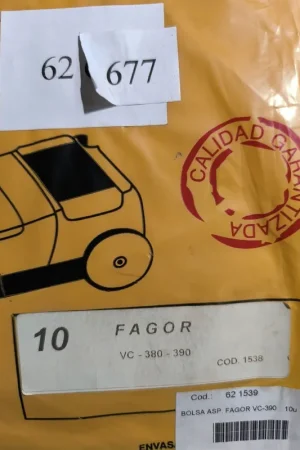 62
677
CALIDAD GARANTIZADA
10 FAGOR
VC - 380 - 390
COD. 1538
Cod.: 62 1539
BOLSA ASP. FAGOR VC-390 10u
ENVAS